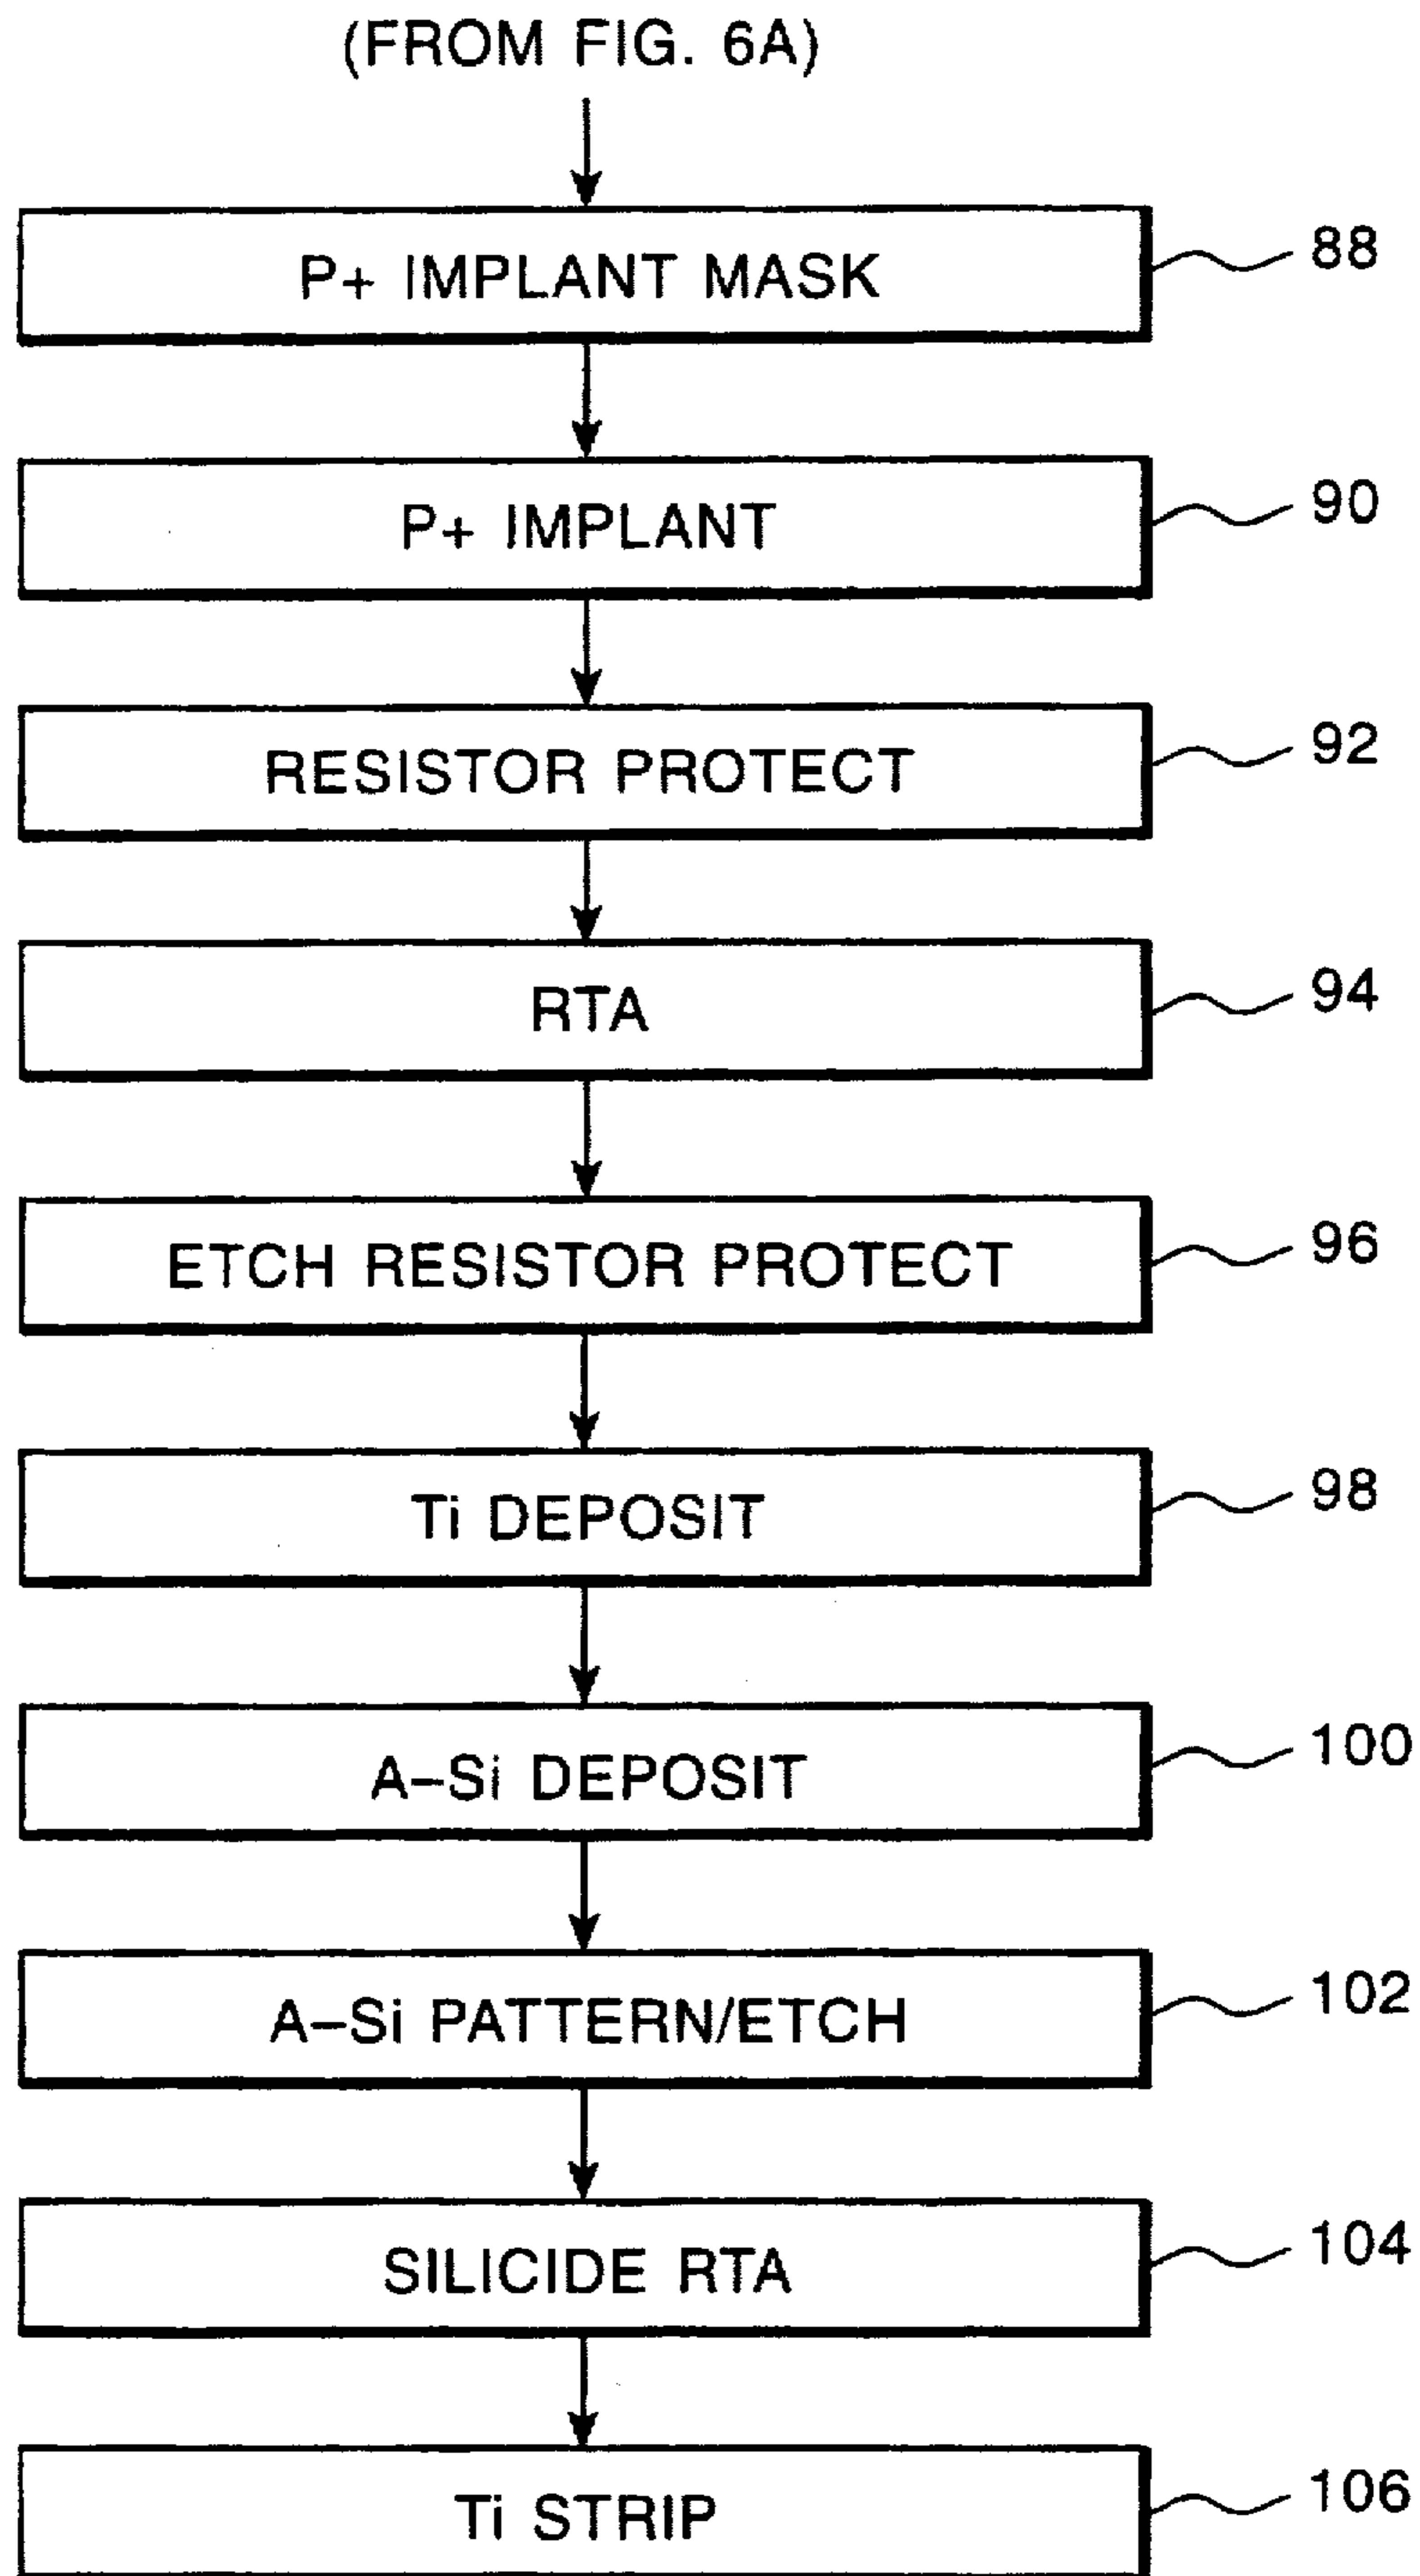 (FROM FIG. 6A)
P+ IMPLANT MASK
88
P+ IMPLANT
90
RESISTOR PROTECT
92
RTA
94
ETCH RESISTOR PROTECT
96
Ti DEPOSIT
98
A–Si DEPOSIT
100
A–Si PATTERN/ETCH
102
SILICIDE RTA
104
Ti STRIP
106